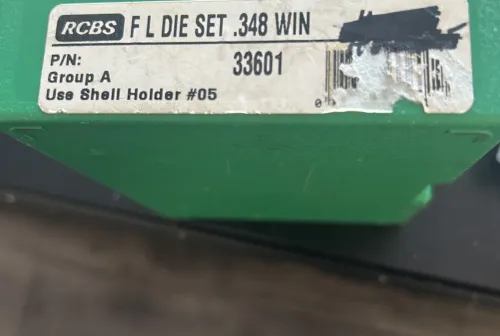 RCBS F L DIE SET .348 WIN
P/N: 33601
Group A
Use Shell Holder #05